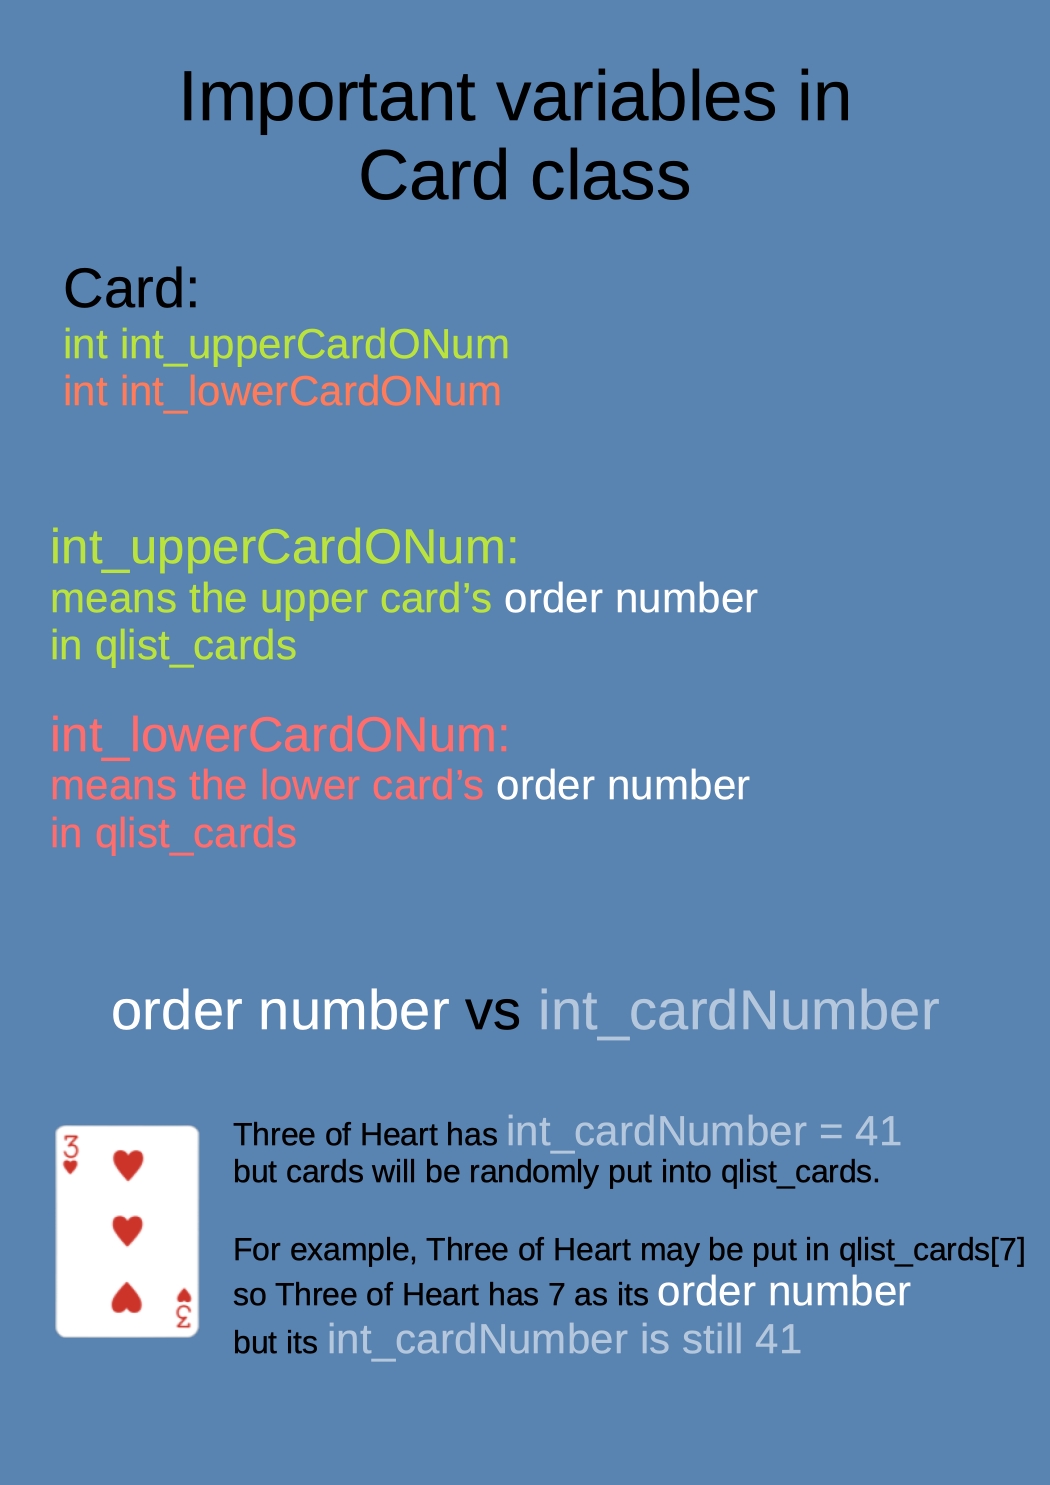 Important variables in
Card class
Card:
int int_upperCardONum
int int_lowerCardONum
int_upperCardONum:
means the upper card’s order number
in qlist_cards
int_lowerCardONum:
means the lower card’s order number
in qlist_cards
order number vs int_cardNumber
3
3
Three of Heart has int_cardNumber = 41
but cards will be randomly put into qlist_cards.
For example, Three of Heart may be put in qlist_cards[7]
so Three of Heart has 7 as its order number
but its int_cardNumber is still 41